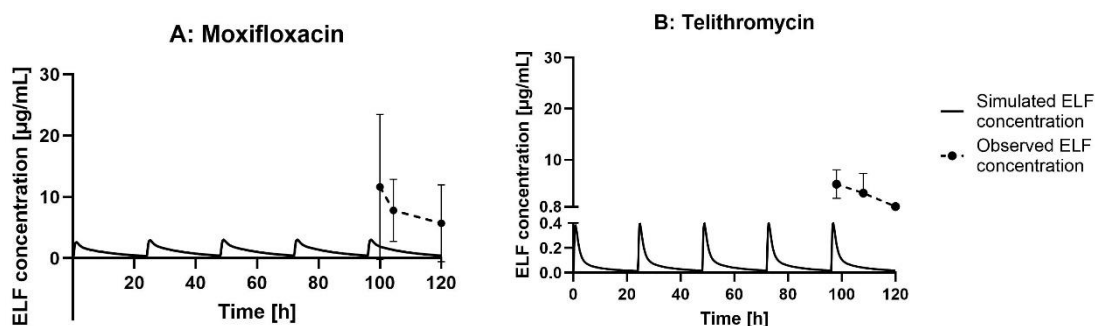 A: Moxifloxacin
ELF concentration [µg/mL]
30
20
10
0
0 20 40 60 80 100 120
Time [h]
B: Telithromycin
ELF concentration [µg/mL]
30
20
10
0.8
0.4
0.2
0.0
0 20 40 60 80 100 120
Time [h]
Simulated ELF
concentration
Observed ELF
concentration